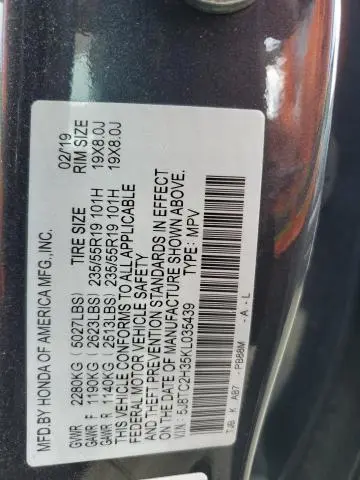 MFD.BY HONDA OF AMERICA MFG.,INC. 02/19
GVWR 2280KG (5027LBS) TIRE SIZE RIM SIZE
GAWR F 1190KG (2623LBS) 235/55R19 101H 19X8.0J
GAWR R 1140KG (2513LBS) 235/55R19 101H 19X8.0J
THIS VEHICLE CONFORMS TO ALL APPLICABLE
FEDERAL MOTOR VEHICLE SAFETY
AND THEFT PREVENTION STANDARDS IN EFFECT
ON THE DATE OF MANUFACTURE SHOWN ABOVE.
V.I.N.: 5J8TC2H35KL035439 TYPE: MPV
TJB K AB7 -PB88M -A-L